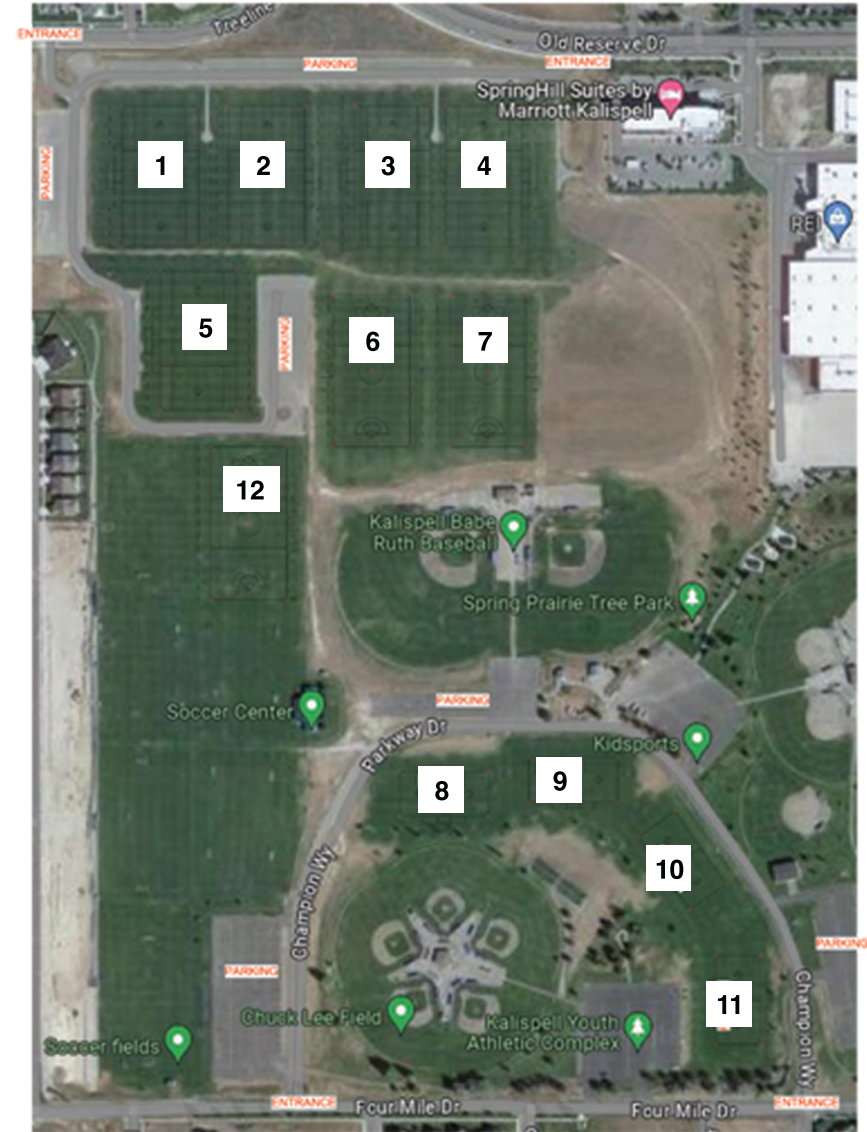 Treeline
ENTRANCE
Old Reserve Dr
PARKING
ENTRANCE
SpringHill Suites by
Marriott Kalispell
PARKING
1
2
3
4
REI
5
PARKING
6
7
12
Kalispell Babe
Ruth Baseball
Spring Prairie Tree Park
PARKING
Soccer Center
Parkway Dr
Kidsports
8
9
10
Champion Wy
PARKING
PARKING
11
Chuck Lee Field
Kalispell Youth
Athletic Complex
Champion Wy
Soccer fields
ENTRANCE
Four Mile Dr
Four Mile Dr
ENTRANCE